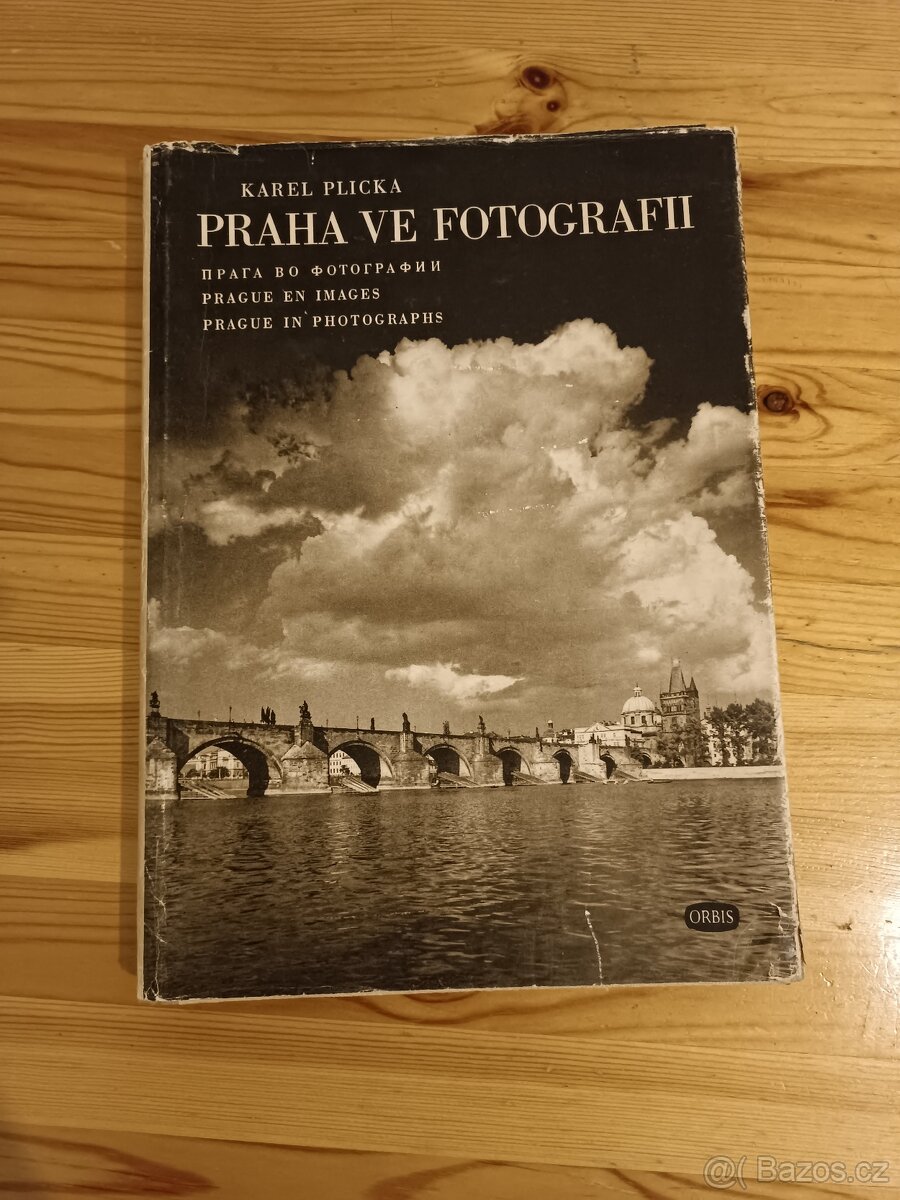 KAREL PLICKA
PRAHA VE FOTOGRAFII
ПРАГА ВО ФОТОГРАФИИ
PRAGUE EN IMAGES
PRAGUE IN PHOTOGRAPHS
ORBIS
@( Bazos.cz